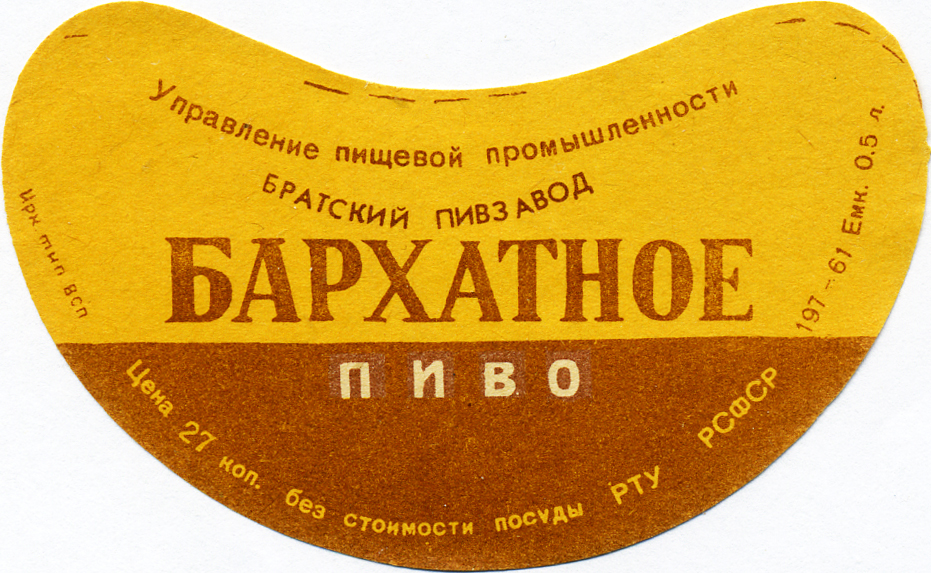 Управление пищевой промышленности
БРАТСКИЙ ПИВЗАВОД
БАРХАТНОЕ
ПИВО
Цена 27 коп. без стоимости посуды РТУ РСФСР
197-61 Емк. 0.5 л.
Ирк тип ВСП